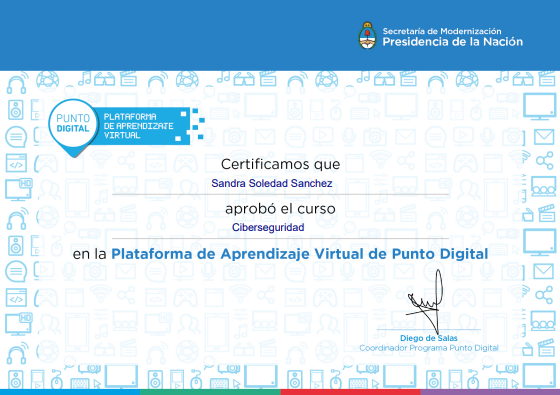 Secretaría de Modernización
Presidencia de la Nación
PUNTO
DIGITAL
PLATAFORMA
DE APRENDIZAJE
VIRTUAL
Certificamos que
Sandra Soledad Sanchez
aprobó el curso
Ciberseguridad
en la Plataforma de Aprendizaje Virtual de Punto Digital
Diego de Salas
Coordinador Programa Punto Digital